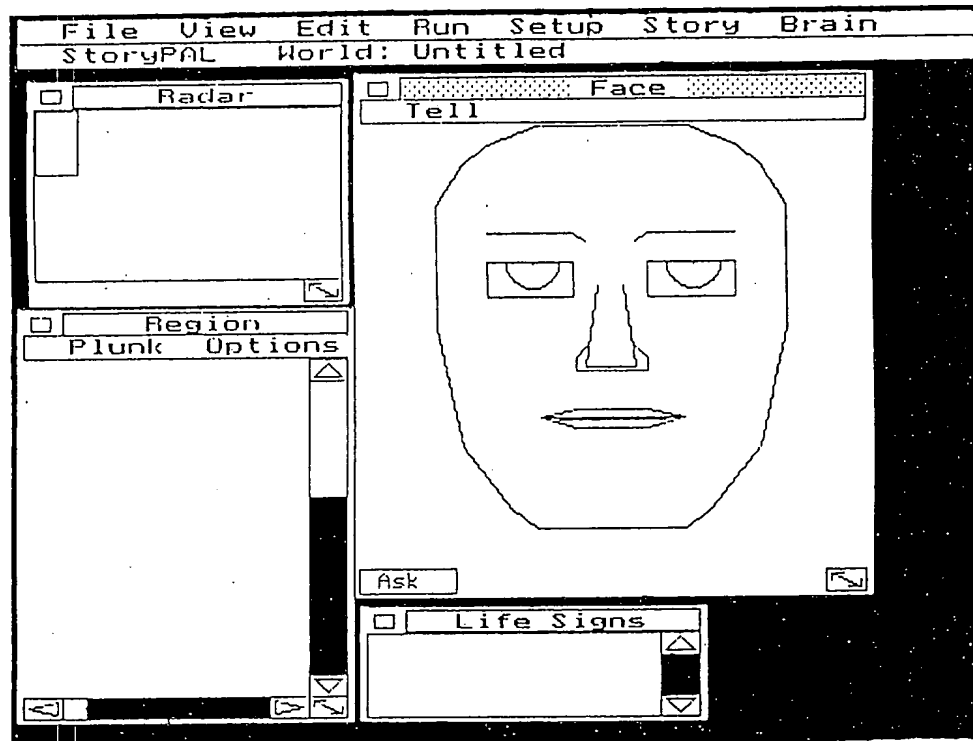 File View Edit Run Setup Story Brain
StoryPAL World: Untitled
Radar
Face
Tell
Region
Plunk Options
Ask
Life Signs